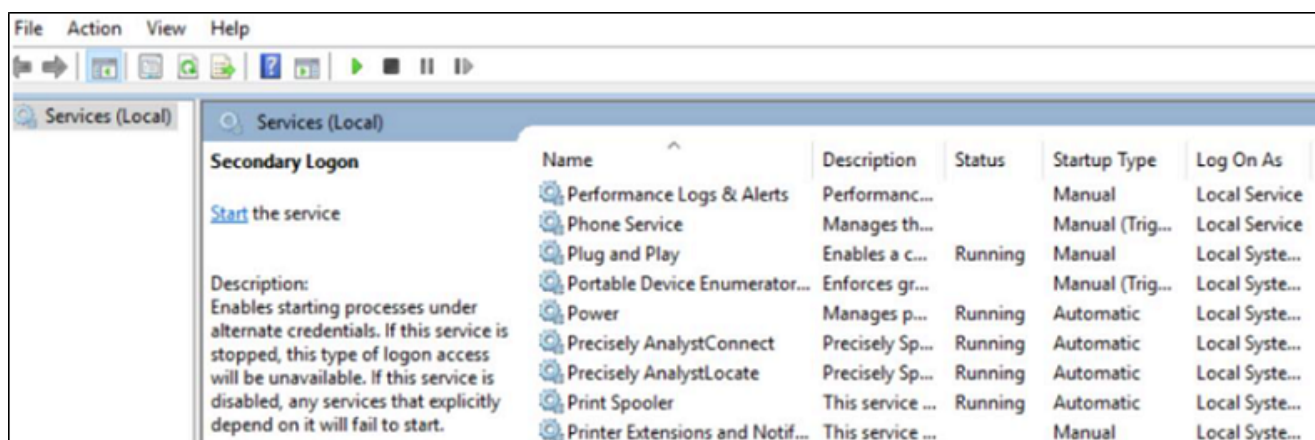 File Action View Help
Services (Local)
Services (Local)
Secondary Logon
Start the service
Description:
Enables starting processes under
alternate credentials. If this service is
stopped, this type of logon access
will be unavailable. If this service is
disabled, any services that explicitly
depend on it will fail to start.
Name Description Status Startup Type Log On As
Performance Logs & Alerts Performanc... Manual Local Service
Phone Service Manages th... Manual (Trig... Local Service
Plug and Play Enables a c... Running Manual Local Syste...
Portable Device Enumerator... Enforces gr... Manual (Trig... Local Syste...
Power Manages p... Running Automatic Local Syste...
Precisely AnalystConnect Precisely Sp... Running Automatic Local Syste...
Precisely AnalystLocate Precisely Sp... Running Automatic Local Syste...
Print Spooler This service ... Running Automatic Local Syste...
Printer Extensions and Notif... This service ... Manual Local Syste...